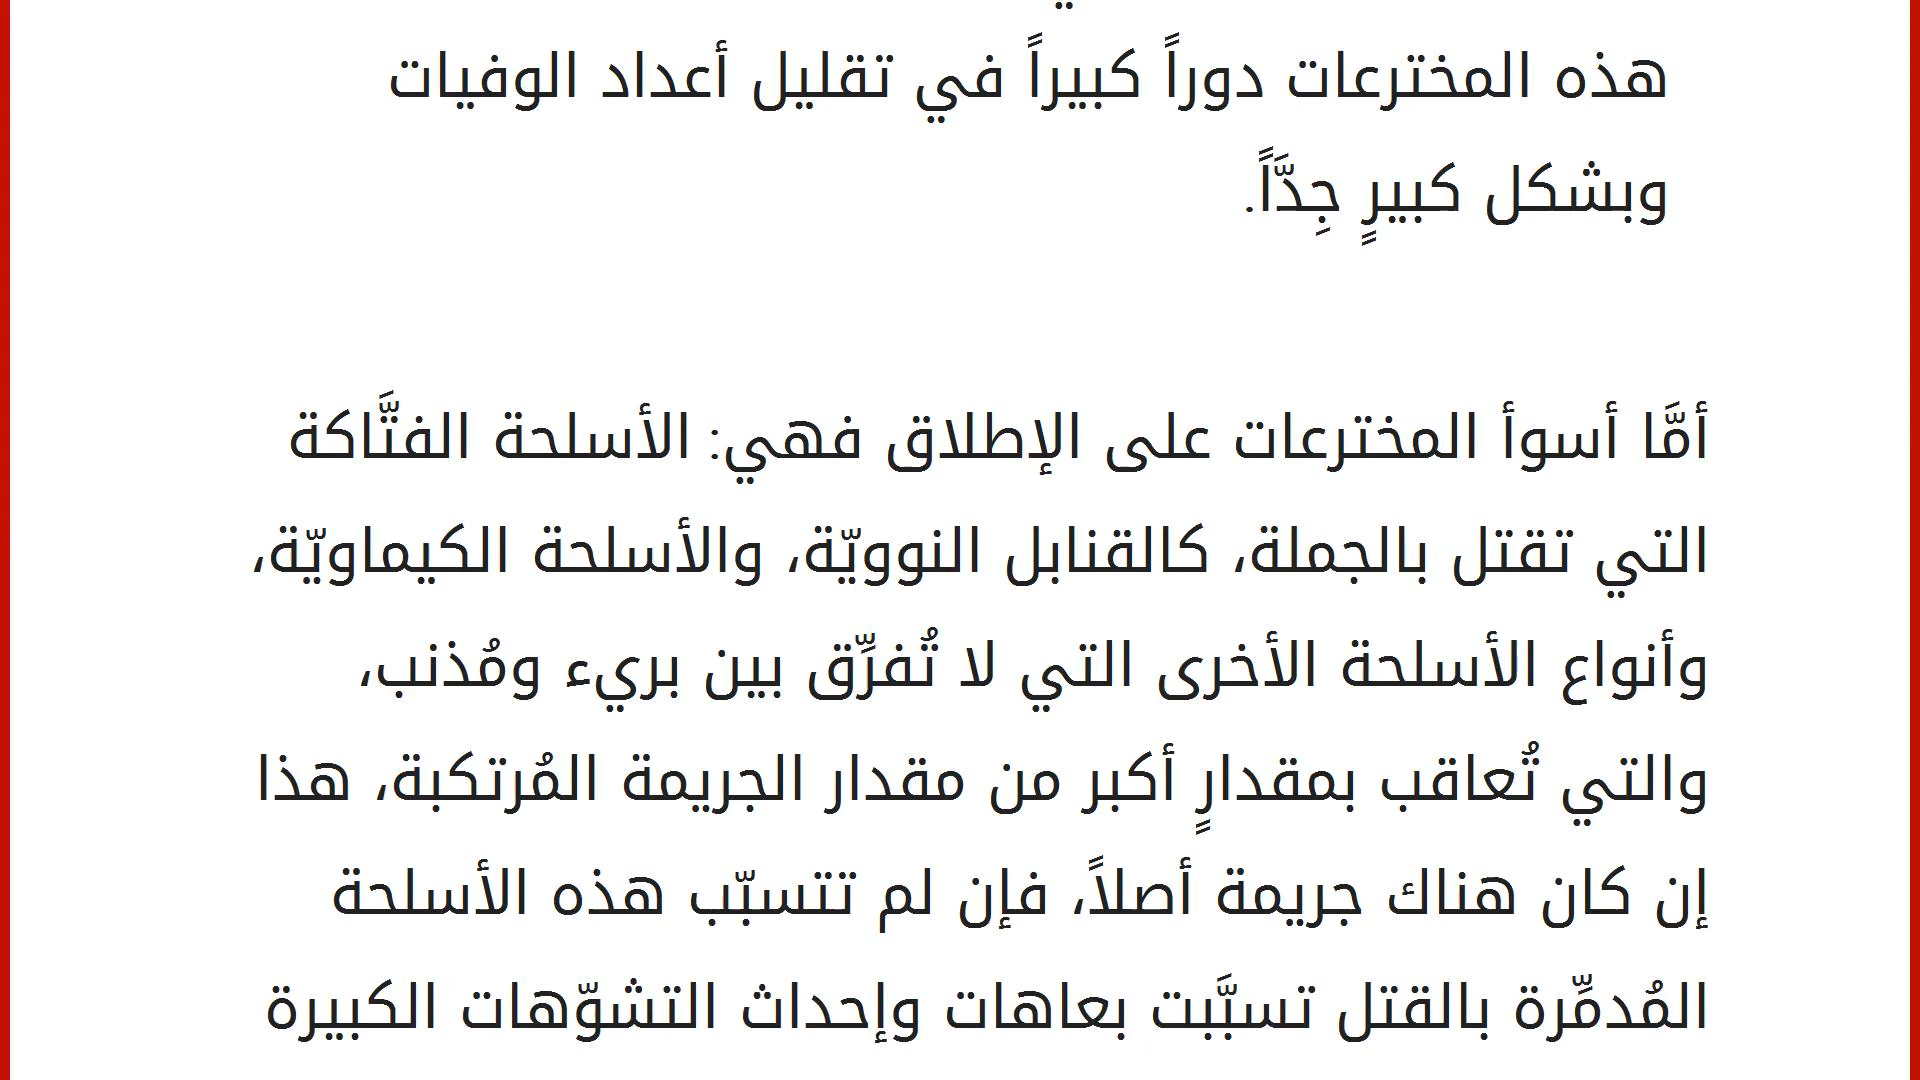 هذه المخترعات دوراً كبيراً في تقليل أعداد الوفيات
وبشكل كبيرٍ جِدَّاً.
أمَّا أسوأ المخترعات على الإطلاق فهي: الأسلحة الفتَّاكة
التي تقتل بالجملة، كالقنابل النوويّة، والأسلحة الكيماويّة،
وأنواع الأسلحة الأخرى التي لا تُفرِّق بين بريء ومُذنب،
والتي تُعاقب بمقدارٍ أكبر من مقدار الجريمة المُرتكبة، هذا
إن كان هناك جريمة أصلاً، فإن لم تتسبّب هذه الأسلحة
المُدمِّرة بالقتل تسبَّبت بعاهات وإحداث التشوّهات الكبيرة